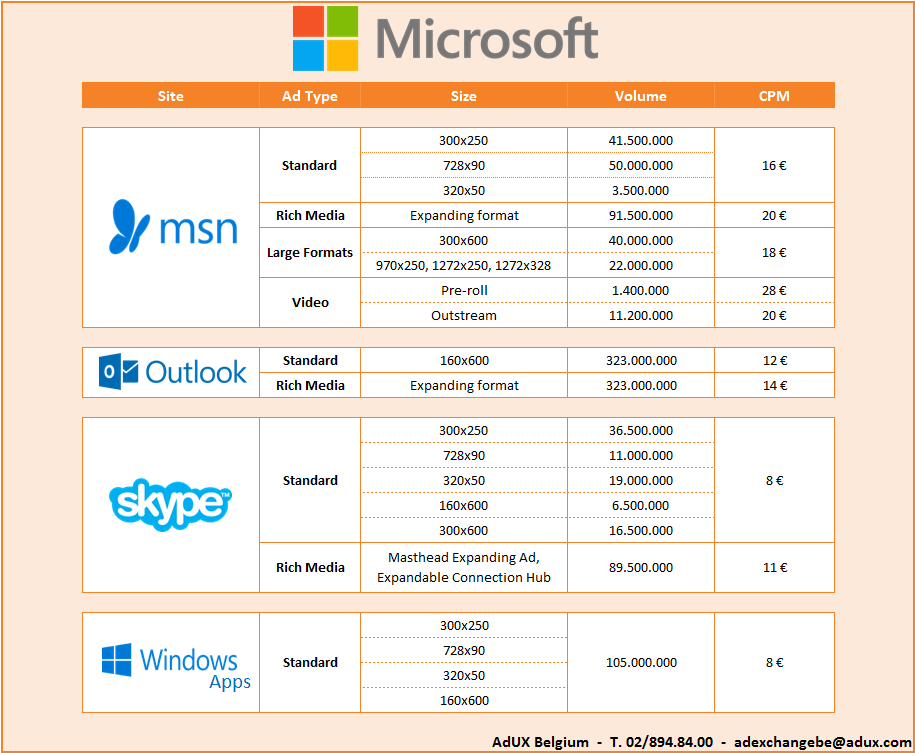 Microsoft
Site Ad Type Size Volume CPM
msn
Standard 300x250 41.500.000 16 €
728x90 50.000.000
320x50 3.500.000
Rich Media Expanding format 91.500.000 20 €
Large Formats 300x600 40.000.000 18 €
970x250, 1272x250, 1272x328 22.000.000
Video Pre-roll 1.400.000 28 €
Outstream 11.200.000 20 €
Outlook Standard 160x600 323.000.000 12 €
Rich Media Expanding format 323.000.000 14 €
skype™
Standard 300x250 36.500.000 8 €
728x90 11.000.000
320x50 19.000.000
160x600 6.500.000
300x600 16.500.000
Rich Media Masthead Expanding Ad, 89.500.000 11 €
Expandable Connection Hub
Windows
Apps
Standard 300x250 105.000.000 8 €
728x90
320x50
160x600
AdUX Belgium - T. 02/894.84.00 - adexchangebe@adux.com